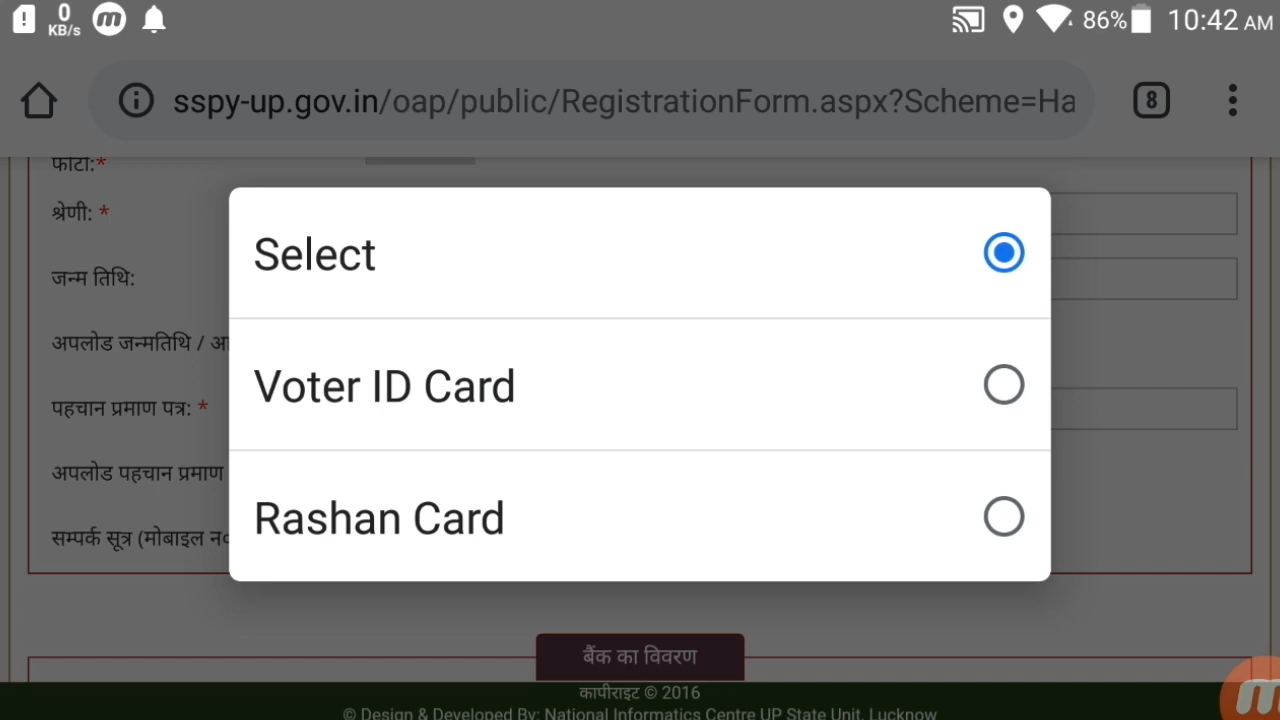 0
KB/s
86%
10:42 AM
sspy-up.gov.in/oap/public/RegistrationForm.aspx?Scheme=Ha
8
फोटो:*
श्रेणी: *
Select
जन्म तिथि:
अपलोड जन्मतिथि /
Voter ID Card
पहचान प्रमाण पत्र: *
अपलोड पहचान प्रमाण
Rashan Card
सम्पर्क सूत्र (मोबाइल न०
बैंक का विवरण
कापीराइट © 2016
© Design & Developed By: National Informatics Centre UP State Unit, Lucknow